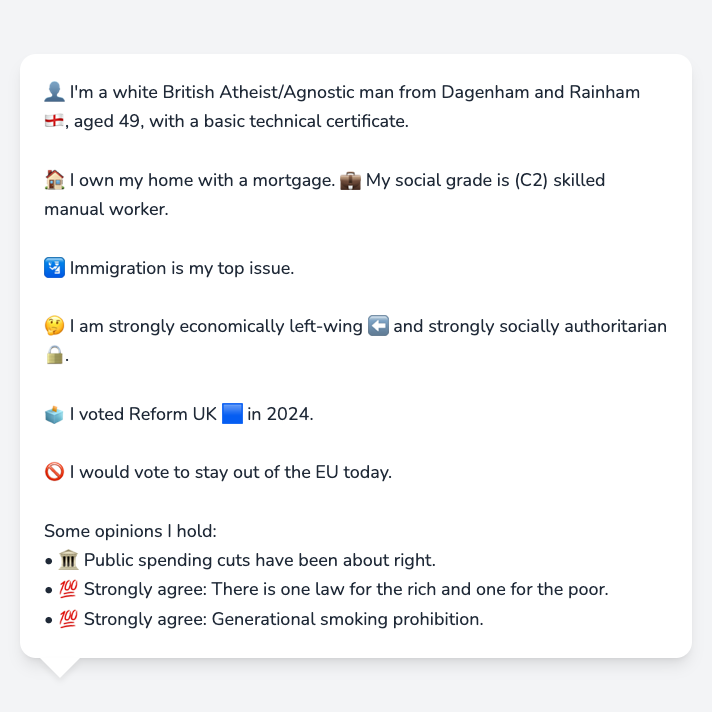 👤 I'm a white British Atheist/Agnostic man from Dagenham and Rainham
🏴󠁧󠁢󠁥󠁮󠁧󠁿, aged 49, with a basic technical certificate.
🏠 I own my home with a mortgage. 💼 My social grade is (C2) skilled
manual worker.
🛂 Immigration is my top issue.
🤔 I am strongly economically left-wing ⬅️ and strongly socially authoritarian
🔒.
🗳️ I voted Reform UK 🟦 in 2024.
🚫 I would vote to stay out of the EU today.
Some opinions I hold:
• 🏛️ Public spending cuts have been about right.
• 💯 Strongly agree: There is one law for the rich and one for the poor.
• 💯 Strongly agree: Generational smoking prohibition.